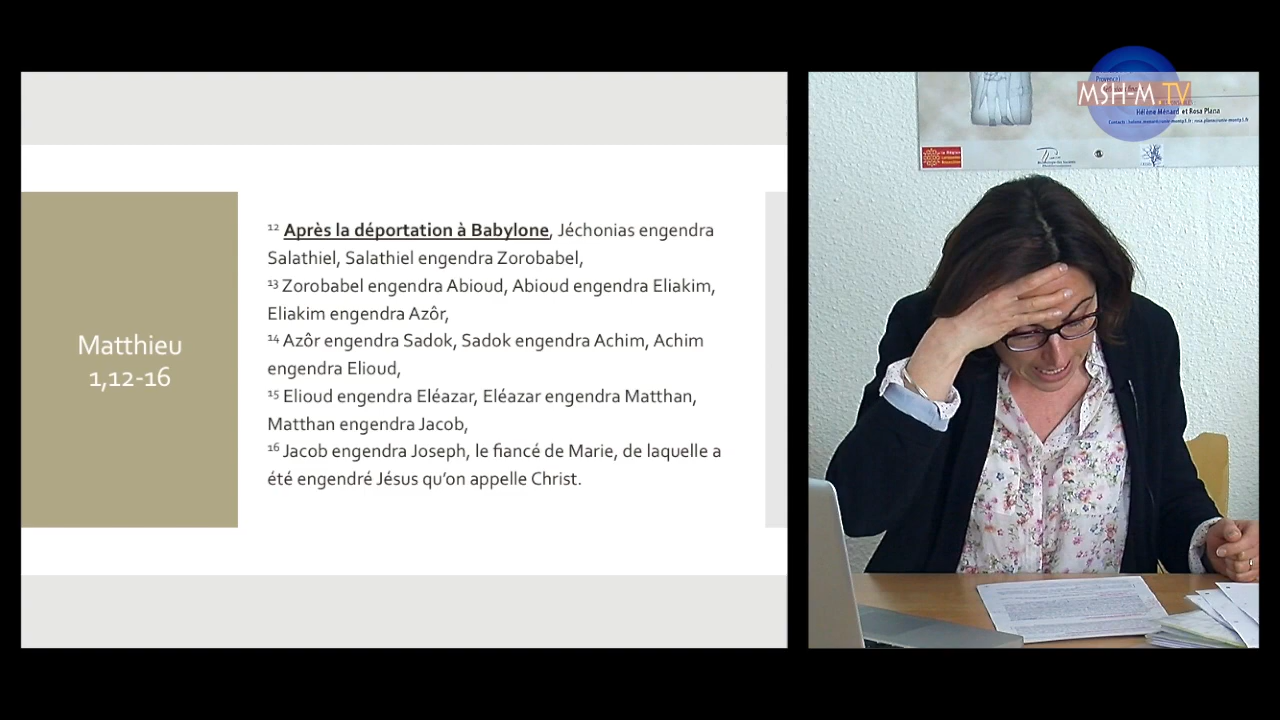 Matthieu
1,12-16
¹² Après la déportation à Babylone, Jéchonias engendra
Salathiel, Salathiel engendra Zorobabel,
¹³ Zorobabel engendra Abioud, Abioud engendra Eliakim,
Eliakim engendra Azôr,
¹⁴ Azôr engendra Sadok, Sadok engendra Achim, Achim
engendra Elioud,
¹⁵ Elioud engendra Eléazar, Eléazar engendra Matthan,
Matthan engendra Jacob,
¹⁶ Jacob engendra Joseph, le fiancé de Marie, de laquelle a
été engendré Jésus qu'on appelle Christ.
MSH-M.TV
Hélène Ménard et Rosa Plana
la Région